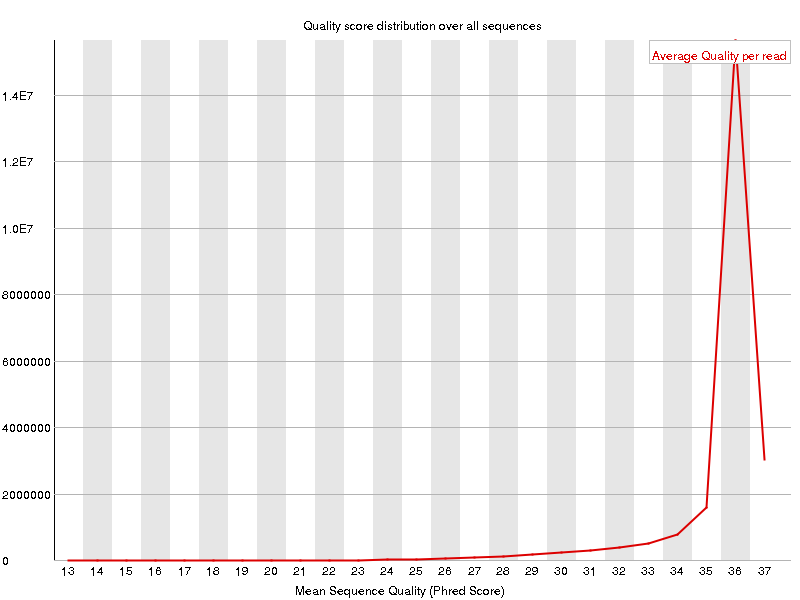 Quality score distribution over all sequences
Average Quality per read
1.4E7
1.2E7
1.0E7
8000000
6000000
4000000
2000000
0
13 14 15 16 17 18 19 20 21 22 23 24 25 26 27 28 29 30 31 32 33 34 35 36 37
Mean Sequence Quality (Phred Score)